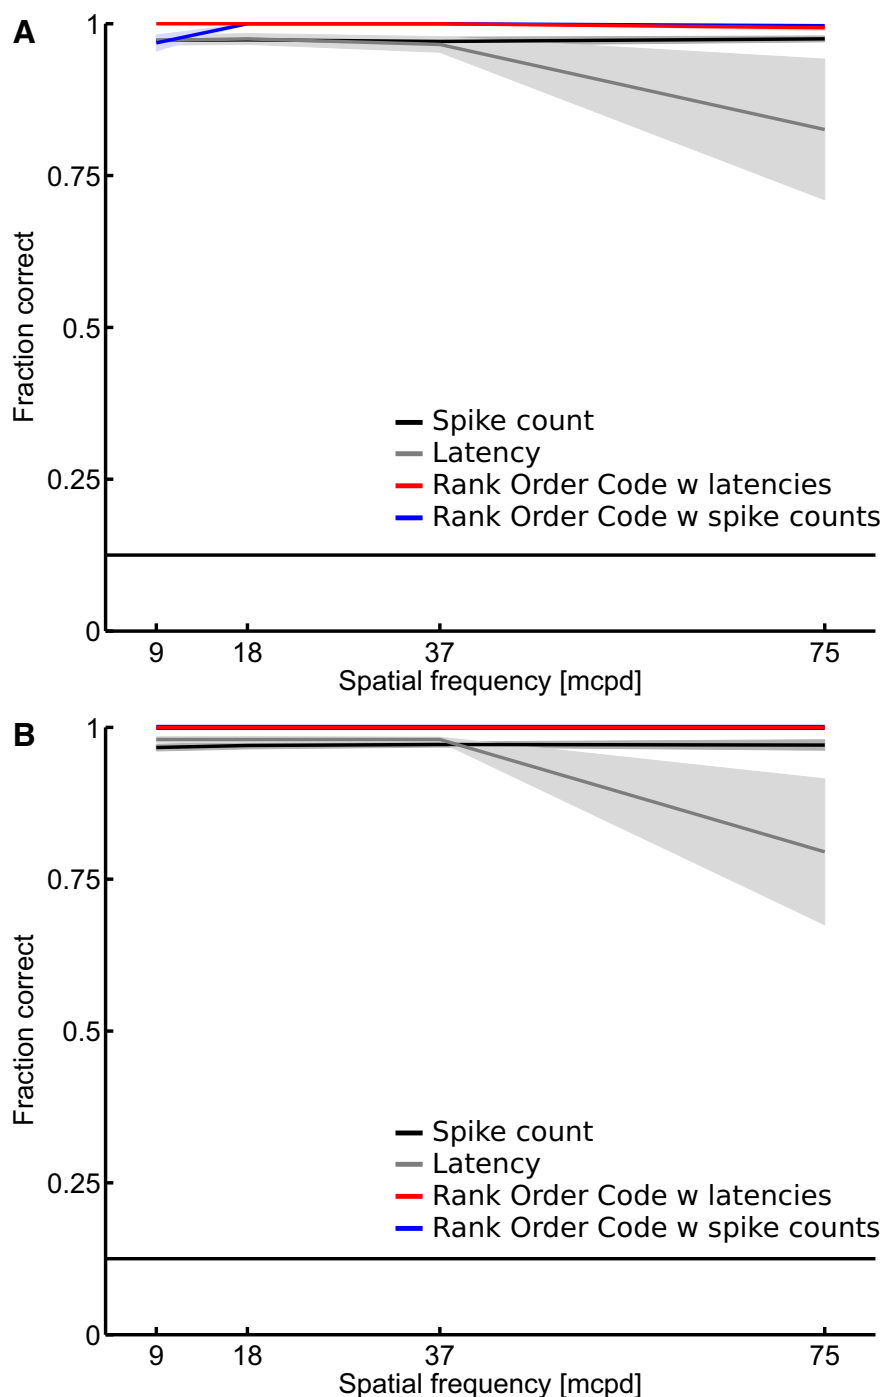 A
1
0.75
0.5
0.25
0
Fraction correct
Spike count
Latency
Rank Order Code w latencies
Rank Order Code w spike counts
9 18 37 75
Spatial frequency [mcpd]
B
1
0.75
0.5
0.25
0
Fraction correct
Spike count
Latency
Rank Order Code w latencies
Rank Order Code w spike counts
9 18 37 75
Spatial frequency [mcpd]